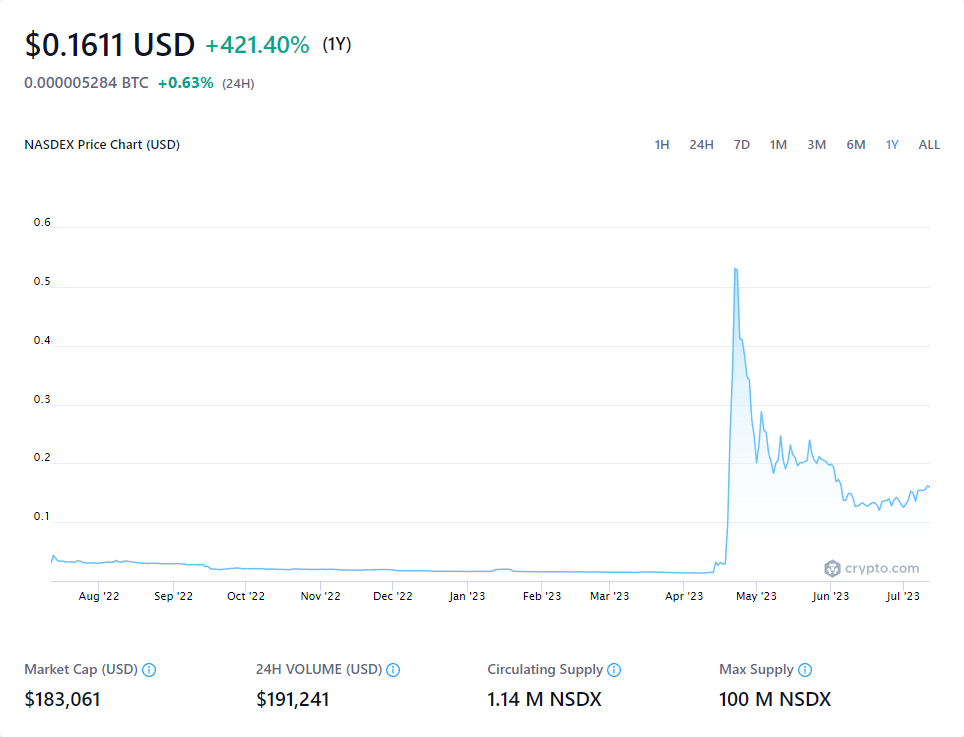 $0.1611 USD +421.40% (1Y)
0.000005284 BTC +0.63% (24H)
NASDEX Price Chart (USD) 1H 24H 7D 1M 3M 6M 1Y ALL
0.6
0.5
0.4
0.3
0.2
0.1
crypto.com
Aug '22 Sep '22 Oct '22 Nov '22 Dec '22 Jan '23 Feb '23 Mar '23 Apr '23 May '23 Jun '23 Jul '23
Market Cap (USD) 24H VOLUME (USD) Circulating Supply Max Supply
$183,061 $191,241 1.14 M NSDX 100 M NSDX